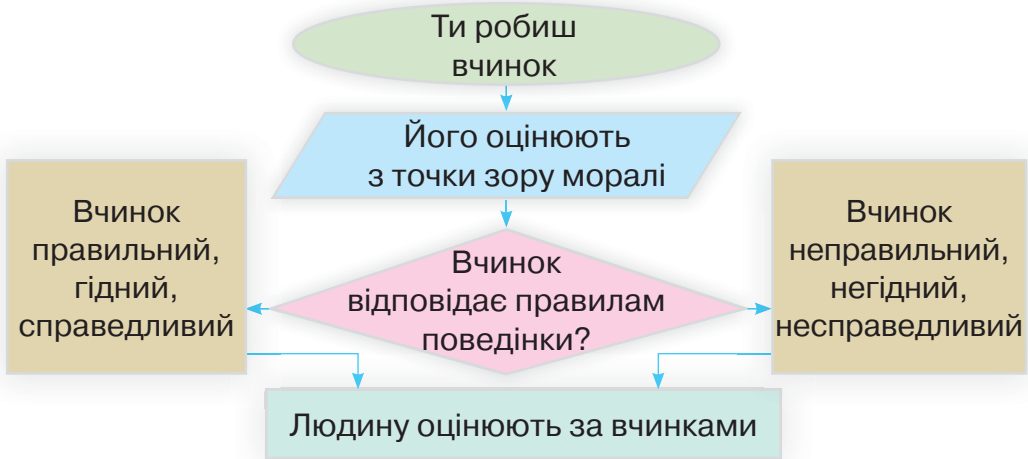 Ти робиш
вчинок
Його оцінюють
з точки зору моралі
Вчинок
правильний,
гідний,
справедливий
Вчинок
відповідає правилам
поведінки?
Вчинок
неправильний,
негідний,
несправедливий
Людину оцінюють за вчинками